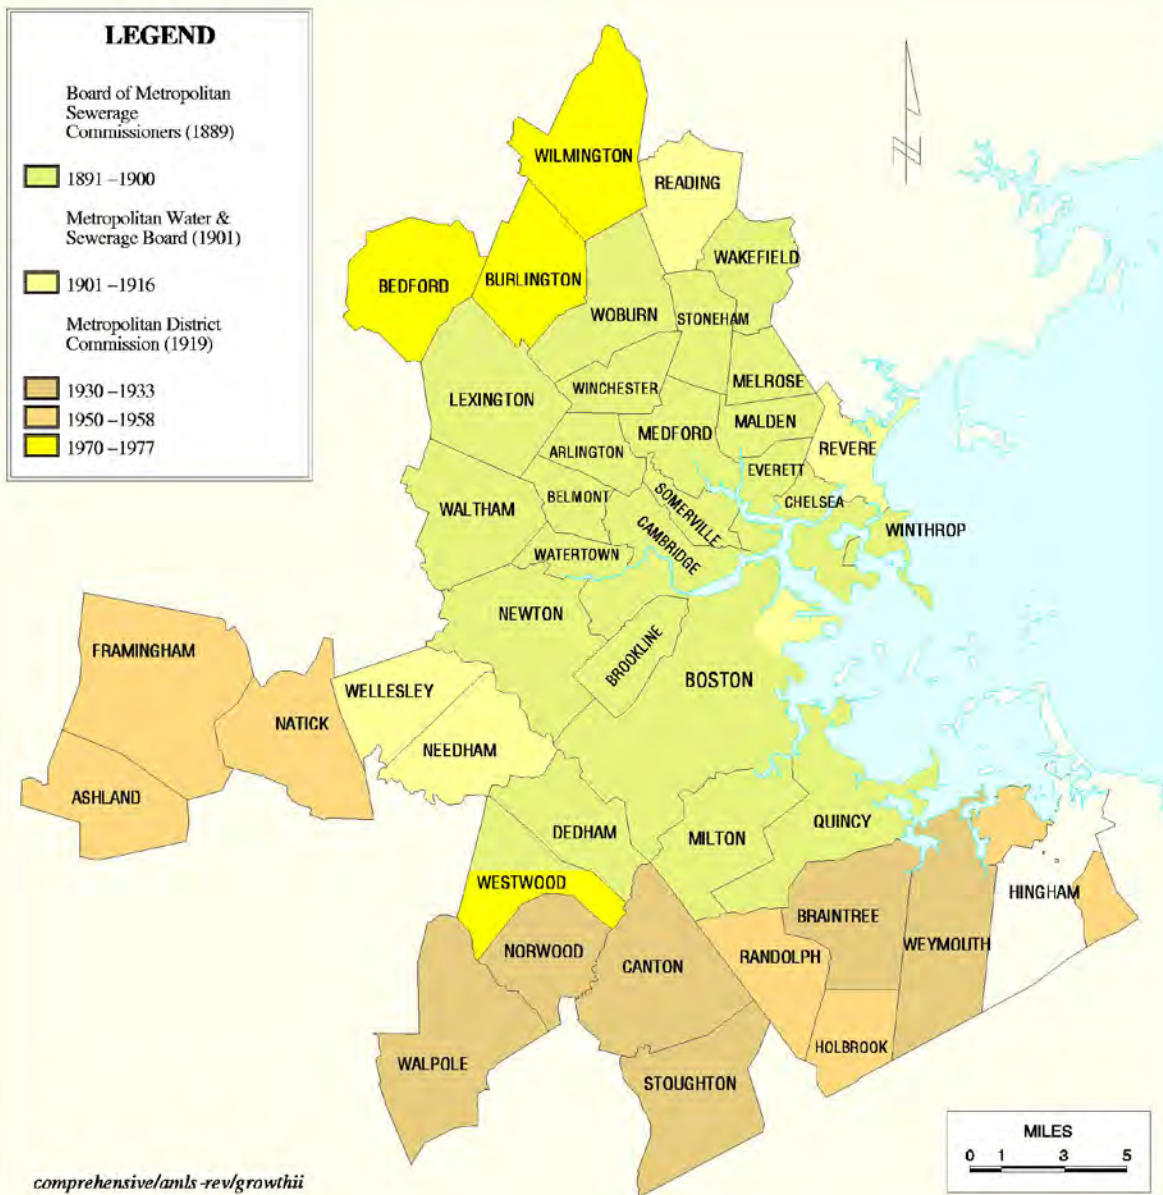 LEGEND
Board of Metropolitan
Sewerage
Commissioners (1889)
1891 –1900
Metropolitan Water &
Sewerage Board (1901)
1901 –1916
Metropolitan District
Commission (1919)
1930 –1933
1950 –1958
1970 –1977
N
WILMINGTON
READING
WAKEFIELD
BEDFORD
BURLINGTON
WOBURN
STONEHAM
LEXINGTON
WINCHESTER
MELROSE
MALDEN
MEDFORD
REVERE
ARLINGTON
EVERETT
BELMONT
CHELSEA
WALTHAM
SOMERVILLE
WINTHROP
CAMBRIDGE
WATERTOWN
NEWTON
BROOKLINE
FRAMINGHAM
BOSTON
WELLESLEY
NATICK
NEEDHAM
ASHLAND
DEDHAM
MILTON
QUINCY
WESTWOOD
HINGHAM
BRAINTREE
NORWOOD
WEYMOUTH
CANTON
RANDOLPH
HOLBROOK
WALPOLE
STOUGHTON
MILES
0 1 3 5
comprehensive/amls-rev/growthii